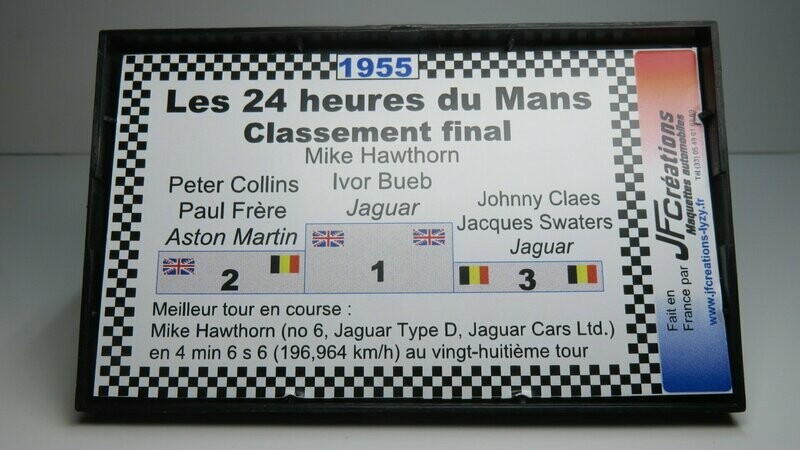 1955
Les 24 heures du Mans
Classement final
Mike Hawthorn
Ivor Bueb
Jaguar
Peter Collins
Paul Frère
Aston Martin
Johnny Claes
Jacques Swaters
Jaguar
2
1
3
Meilleur tour en course :
Mike Hawthorn (no 6, Jaguar Type D, Jaguar Cars Ltd.)
en 4 min 6 s 6 (196,964 km/h) au vingt-huitième tour
Fait en
France par JFCréations
Maquettes automobiles
www.jfcreations-lyzy.fr